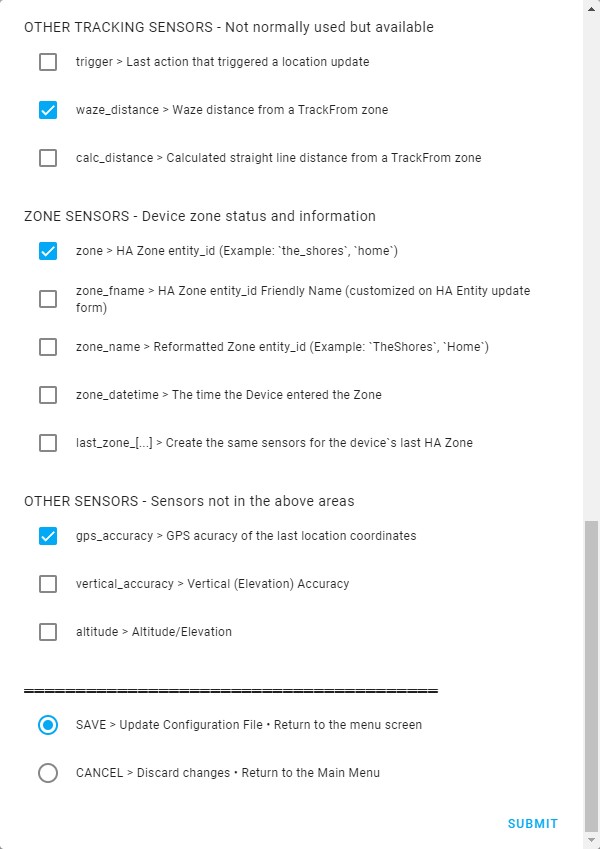 OTHER TRACKING SENSORS - Not normally used but available
trigger > Last action that triggered a location update
waze_distance > Waze distance from a TrackFrom zone
calc_distance > Calculated straight line distance from a TrackFrom zone
ZONE SENSORS - Device zone status and information
zone > HA Zone entity_id (Example: `the_shores`, `home`)
zone_fname > HA Zone entity_id Friendly Name (customized on HA Entity update
form)
zone_name > Reformatted Zone entity_id (Example: `TheShores`, `Home`)
zone_datetime > The time the Device entered the Zone
last_zone_[...] > Create the same sensors for the device`s last HA Zone
OTHER SENSORS - Sensors not in the above areas
gps_accuracy > GPS acuracy of the last location coordinates
vertical_accuracy > Vertical (Elevation) Accuracy
altitude > Altitude/Elevation
SAVE > Update Configuration File • Return to the menu screen
CANCEL > Discard changes • Return to the Main Menu
SUBMIT